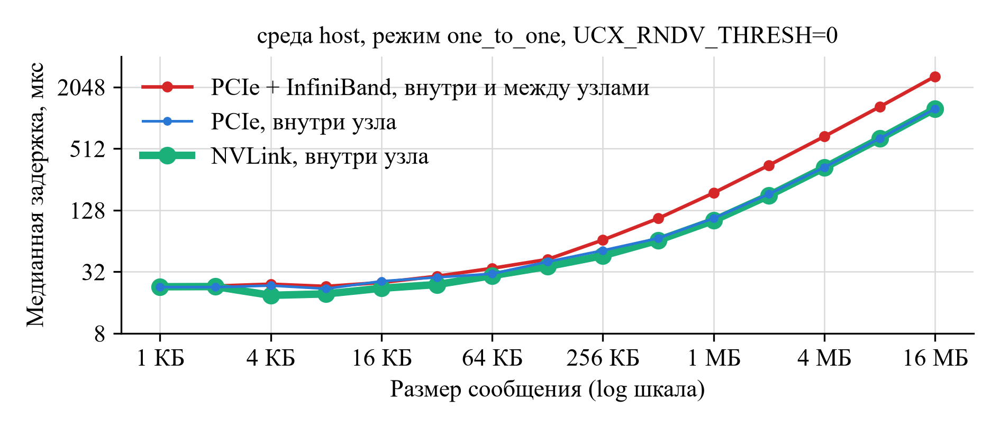 среда host, режим one_to_one, UCX_RNDV_THRESH=0
Медианная задержка, мкс
2048
512
128
32
8
PCIe + InfiniBand, внутри и между узлами
PCIe, внутри узла
NVLink, внутри узла
1 КБ 4 КБ 16 КБ 64 КБ 256 КБ 1 МБ 4 МБ 16 МБ
Размер сообщения (log шкала)